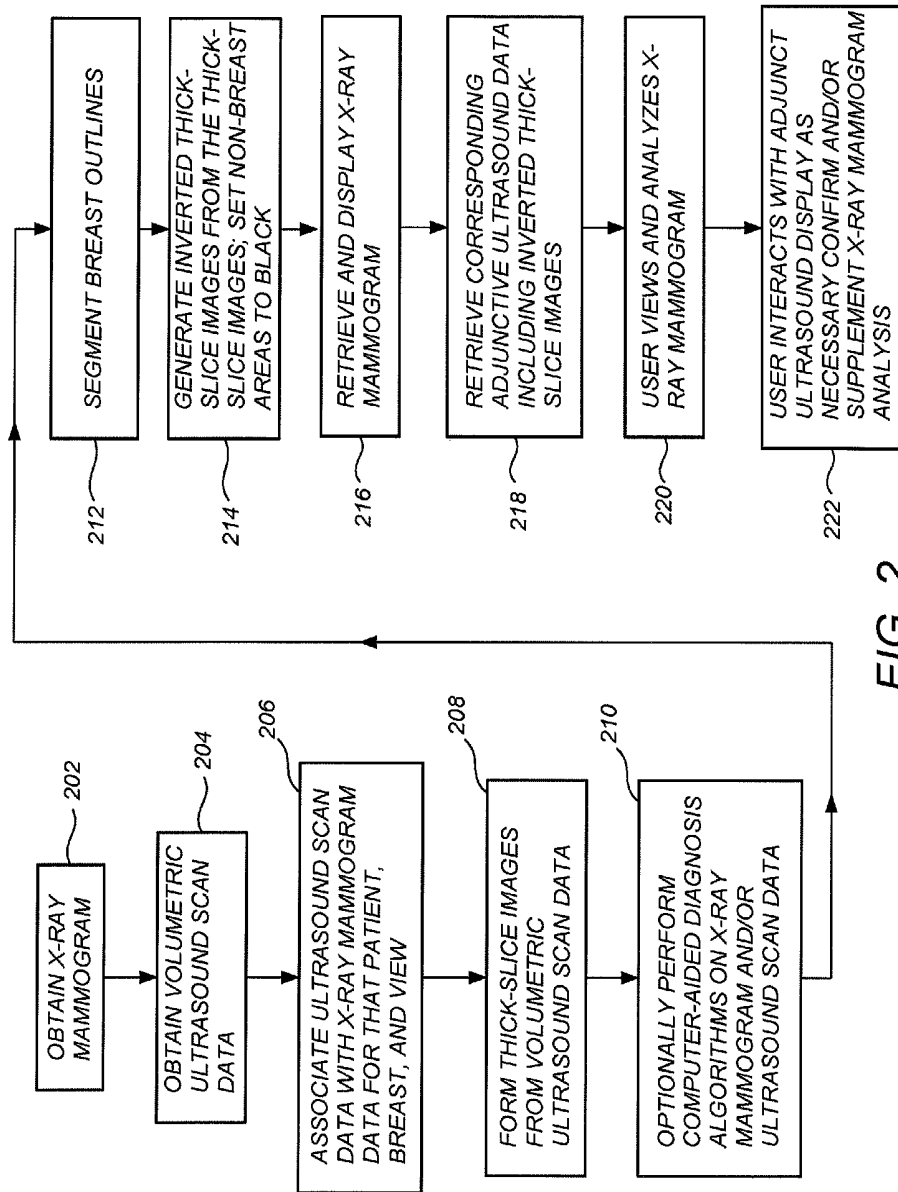 202
OBTAIN X-RAY
MAMMOGRAM
204
OBTAIN VOLUMETRIC
ULTRASOUND SCAN
DATA
206
ASSOCIATE ULTRASOUND SCAN
DATA WITH X-RAY MAMMOGRAM
DATA FOR THAT PATIENT,
BREAST, AND VIEW
208
FORM THICK-SLICE IMAGES
FROM VOLUMETRIC
ULTRASOUND SCAN DATA
210
OPTIONALLY PERFORM
COMPUTER-AIDED DIAGNOSIS
ALGORITHMS ON X-RAY
MAMMOGRAM AND/OR
ULTRASOUND SCAN DATA
212
SEGMENT BREAST OUTLINES
214
GENERATE INVERTED THICK-
SLICE IMAGES FROM THE THICK-
SLICE IMAGES; SET NON-BREAST
AREAS TO BLACK
216
RETRIEVE AND DISPLAY X-RAY
MAMMOGRAM
218
RETRIEVE CORRESPONDING
ADJUNCTIVE ULTRASOUND DATA
INCLUDING INVERTED THICK-
SLICE IMAGES
220
USER VIEWS AND ANALYZES X-
RAY MAMMOGRAM
222
USER INTERACTS WITH ADJUNCT
ULTRASOUND DISPLAY AS
NECESSARY CONFIRM AND/OR
SUPPLEMENT X-RAY MAMMOGRAM
ANALYSIS
FIG. 2